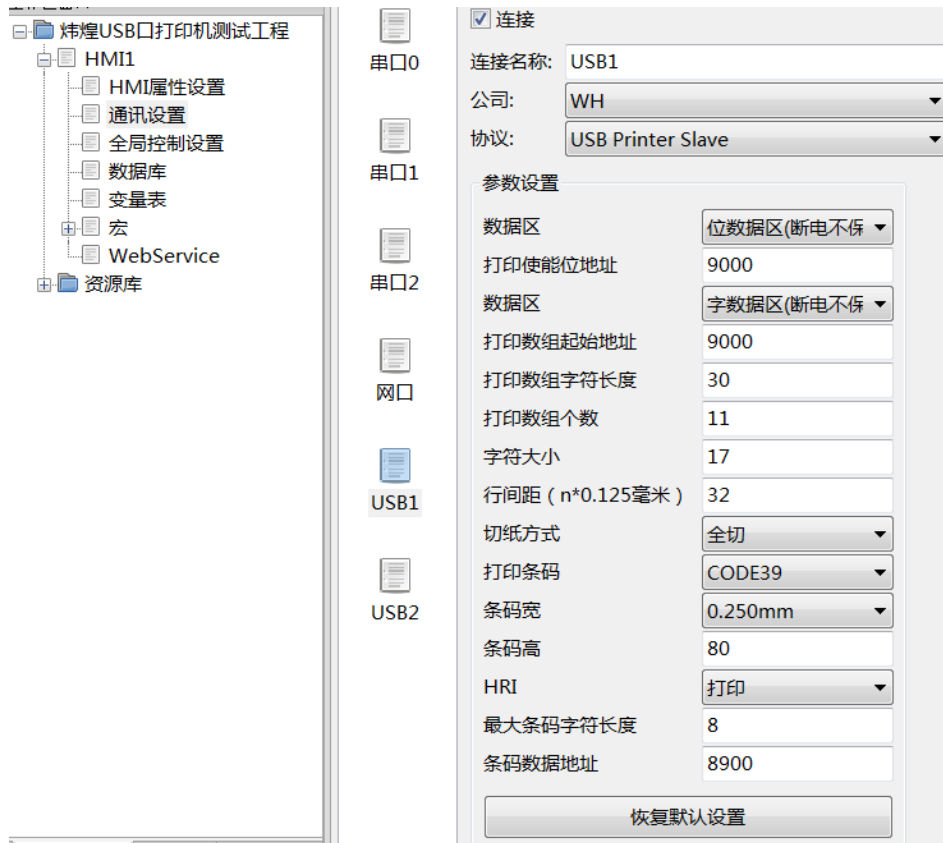 炜煌USB口打印机测试工程
HMI1
HMI属性设置
通讯设置
全局控制设置
数据库
变量表
宏
WebService
资源库
串口0
串口1
串口2
网口
USB1
USB2
连接
连接名称: USB1
公司: WH
协议: USB Printer Slave
参数设置
数据区 位数据区(断电不保
打印使能位地址 9000
数据区 字数据区(断电不保
打印数组起始地址 9000
打印数组字符长度 30
打印数组个数 11
字符大小 17
行间距（n*0.125毫米） 32
切纸方式 全切
打印条码 CODE39
条码宽 0.250mm
条码高 80
HRI 打印
最大条码字符长度 8
条码数据地址 8900
恢复默认设置